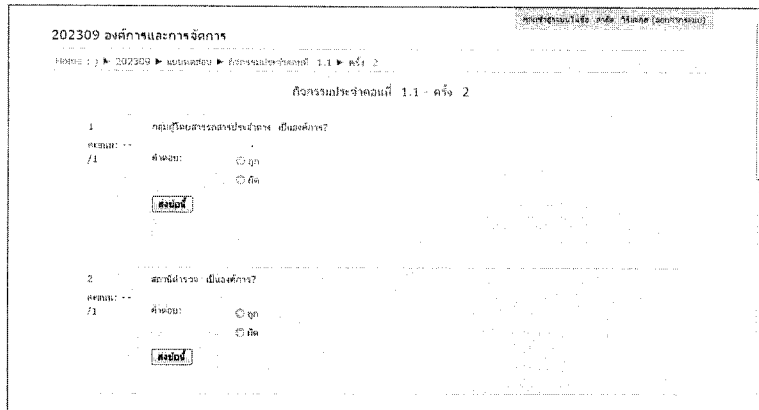 202309 องค์การและการจัดการ
► 202309 ► แบบทดสอบ ► กิจกรรมประจำตอนที่ 1.1 ► ครั้ง 2
กิจกรรมประจำตอนที่ 1.1 - ครั้ง 2
1 กลุ่มผู้โดยสารรถสารประจำทาง เป็นองค์การ?
คะแนน: --
/1 คำตอบ: ถูก
ผิด
ส่งข้อนี้
2 สถานีตำรวจ เป็นองค์การ?
คะแนน: --
/1 คำตอบ: ถูก
ผิด
ส่งข้อนี้